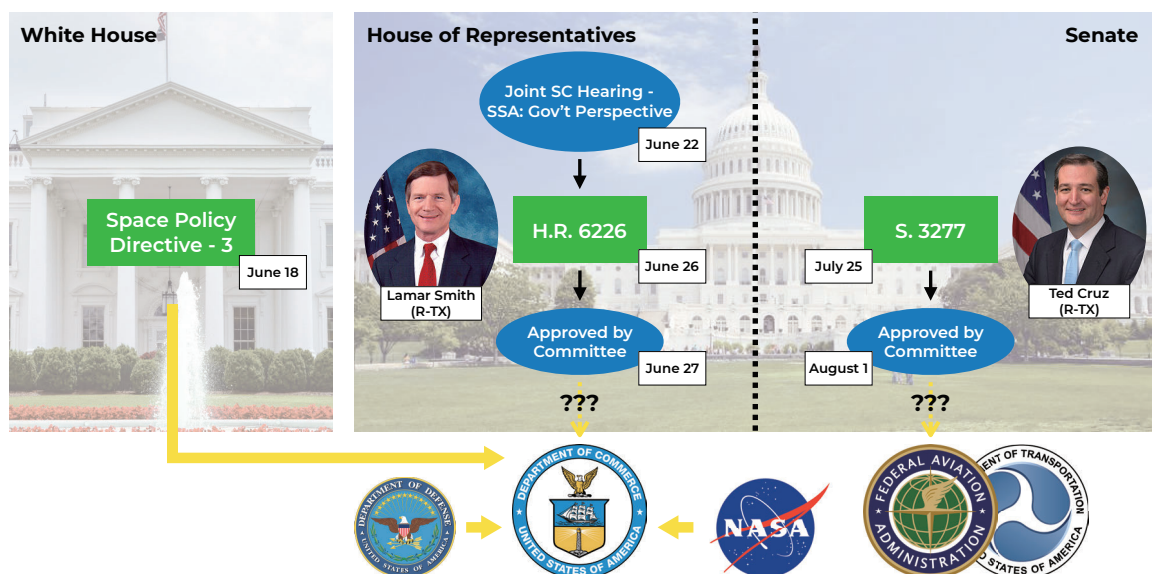 White House
House of Representatives
Senate
Joint SC Hearing -
SSA: Gov't Perspective
June 22
Space Policy
Directive - 3
June 18
Lamar Smith
(R-TX)
H.R. 6226
June 26
S. 3277
July 25
Ted Cruz
(R-TX)
Approved by
Committee
June 27
Approved by
Committee
August 1
???
???
DEPARTMENT OF DEFENSE
UNITED STATES OF AMERICA
DEPARTMENT OF COMMERCE
UNITED STATES OF AMERICA
NASA
FEDERAL AVIATION
ADMINISTRATION
MENT OF TRANSPORTATION
ED STATES OF AMERICA